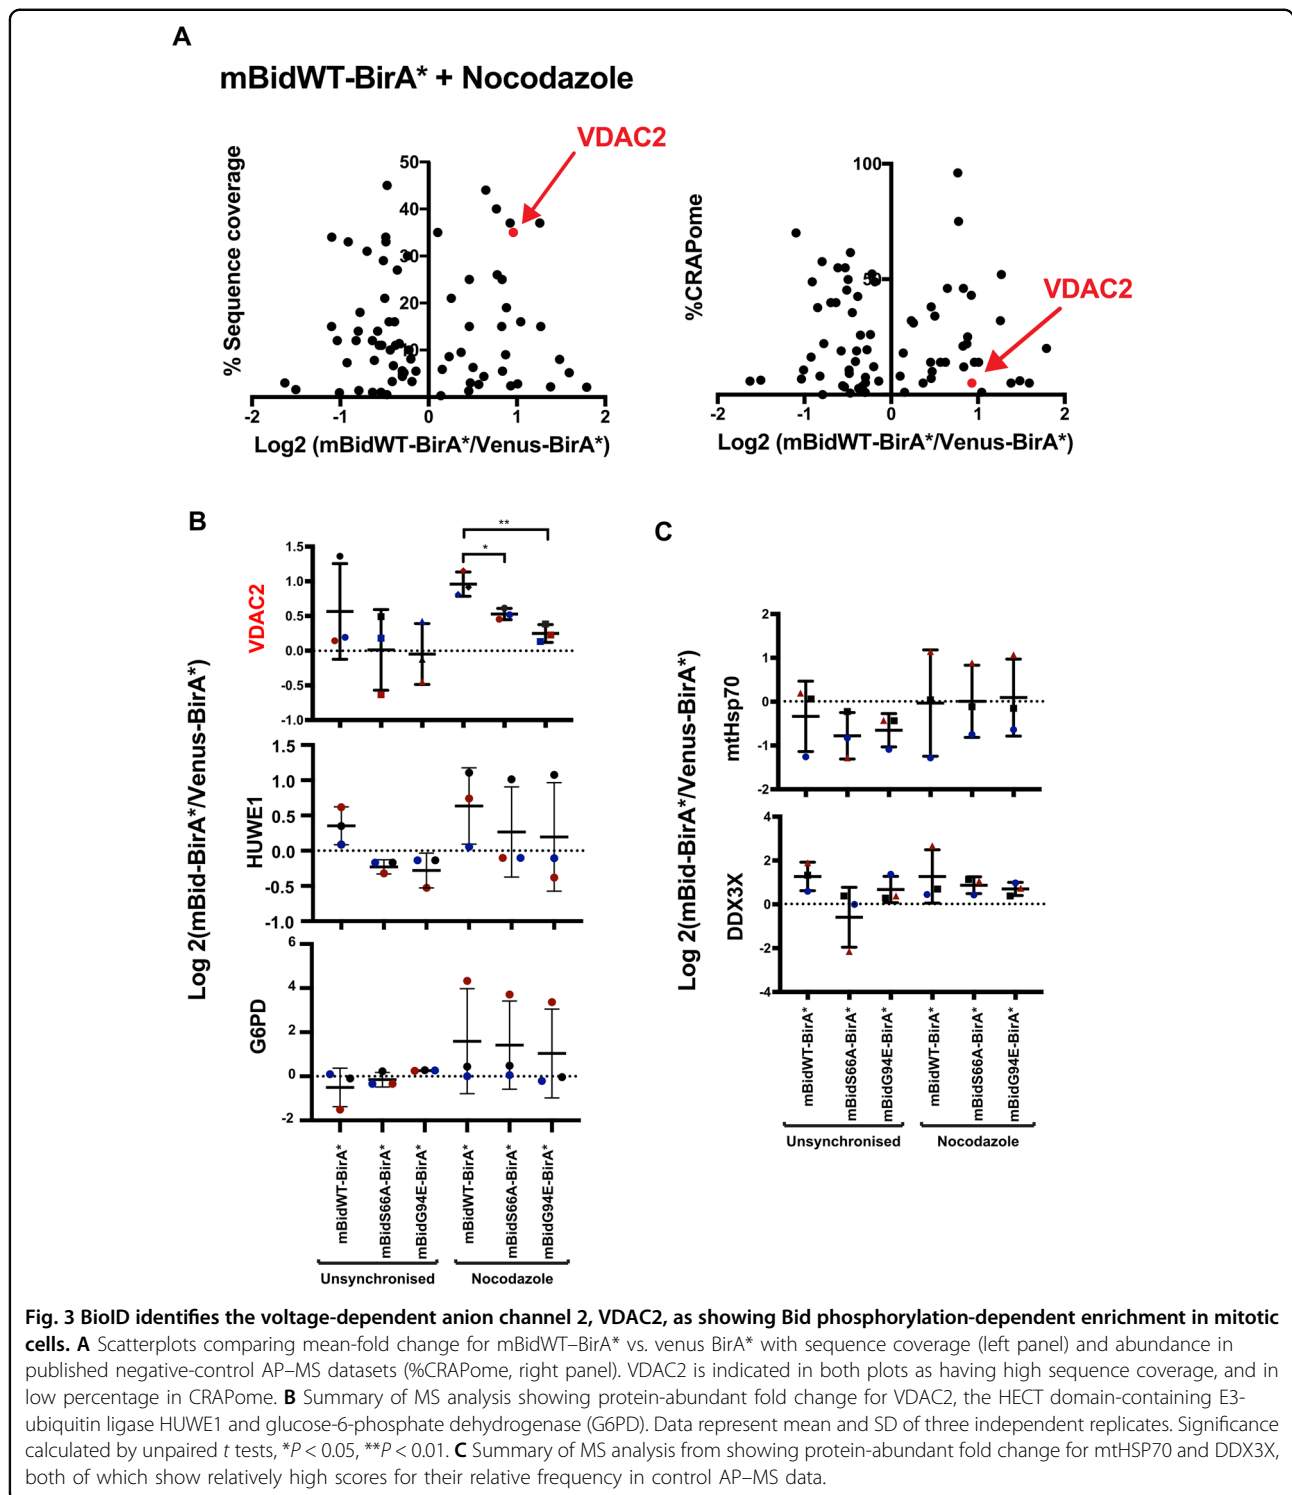 A
mBidWT-BirA* + Nocodazole
VDAC2
% Sequence coverage
50
40
30
20
10
0
-2 -1 0 1 2
Log2 (mBidWT-BirA*/Venus-BirA*)
%CRAPome
100
50
VDAC2
-2 -1 0 1 2
Log2 (mBidWT-BirA*/Venus-BirA*)
B
Log 2(mBid-BirA*/Venus-BirA*)
VDAC2
1.5
1.0
0.5
0.0
-0.5
-1.0
*
**
HUWE1
1.5
1.0
0.5
0.0
-0.5
-1.0
G6PD
6
4
2
0
-2
mBidWT-BirA*
mBidS66A-BirA*
mBidG94E-BirA*
mBidWT-BirA*
mBidS66A-BirA*
mBidG94E-BirA*
Unsynchronised Nocodazole
C
Log 2(mBid-BirA*/Venus-BirA*)
mtHsp70
2
1
0
-1
-2
DDX3X
4
2
0
-2
-4
mBidWT-BirA*
mBidS66A-BirA*
mBidG94E-BirA*
mBidWT-BirA*
mBidS66A-BirA*
mBidG94E-BirA*
Unsynchronised Nocodazole
Fig. 3 BioID identifies the voltage-dependent anion channel 2, VDAC2, as showing Bid phosphorylation-dependent enrichment in mitotic
cells. A Scatterplots comparing mean-fold change for mBidWT–BirA* vs. venus BirA* with sequence coverage (left panel) and abundance in
published negative-control AP–MS datasets (%CRAPome, right panel). VDAC2 is indicated in both plots as having high sequence coverage, and in
low percentage in CRAPome. B Summary of MS analysis showing protein-abundant fold change for VDAC2, the HECT domain-containing E3-
ubiquitin ligase HUWE1 and glucose-6-phosphate dehydrogenase (G6PD). Data represent mean and SD of three independent replicates. Significance
calculated by unpaired t tests, *P < 0.05, **P < 0.01. C Summary of MS analysis from showing protein-abundant fold change for mtHSP70 and DDX3X,
both of which show relatively high scores for their relative frequency in control AP–MS data.